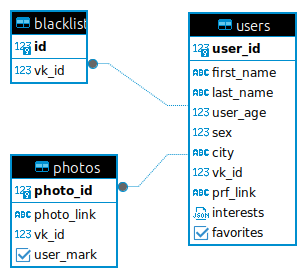 blacklist
123 id
123 vk_id
users
123 user_id
ABC first_name
ABC last_name
123 user_age
123 sex
ABC city
123 vk_id
123 prf_link
JSON interests
favorites
photos
123 photo_id
ABC photo_link
123 vk_id
user_mark